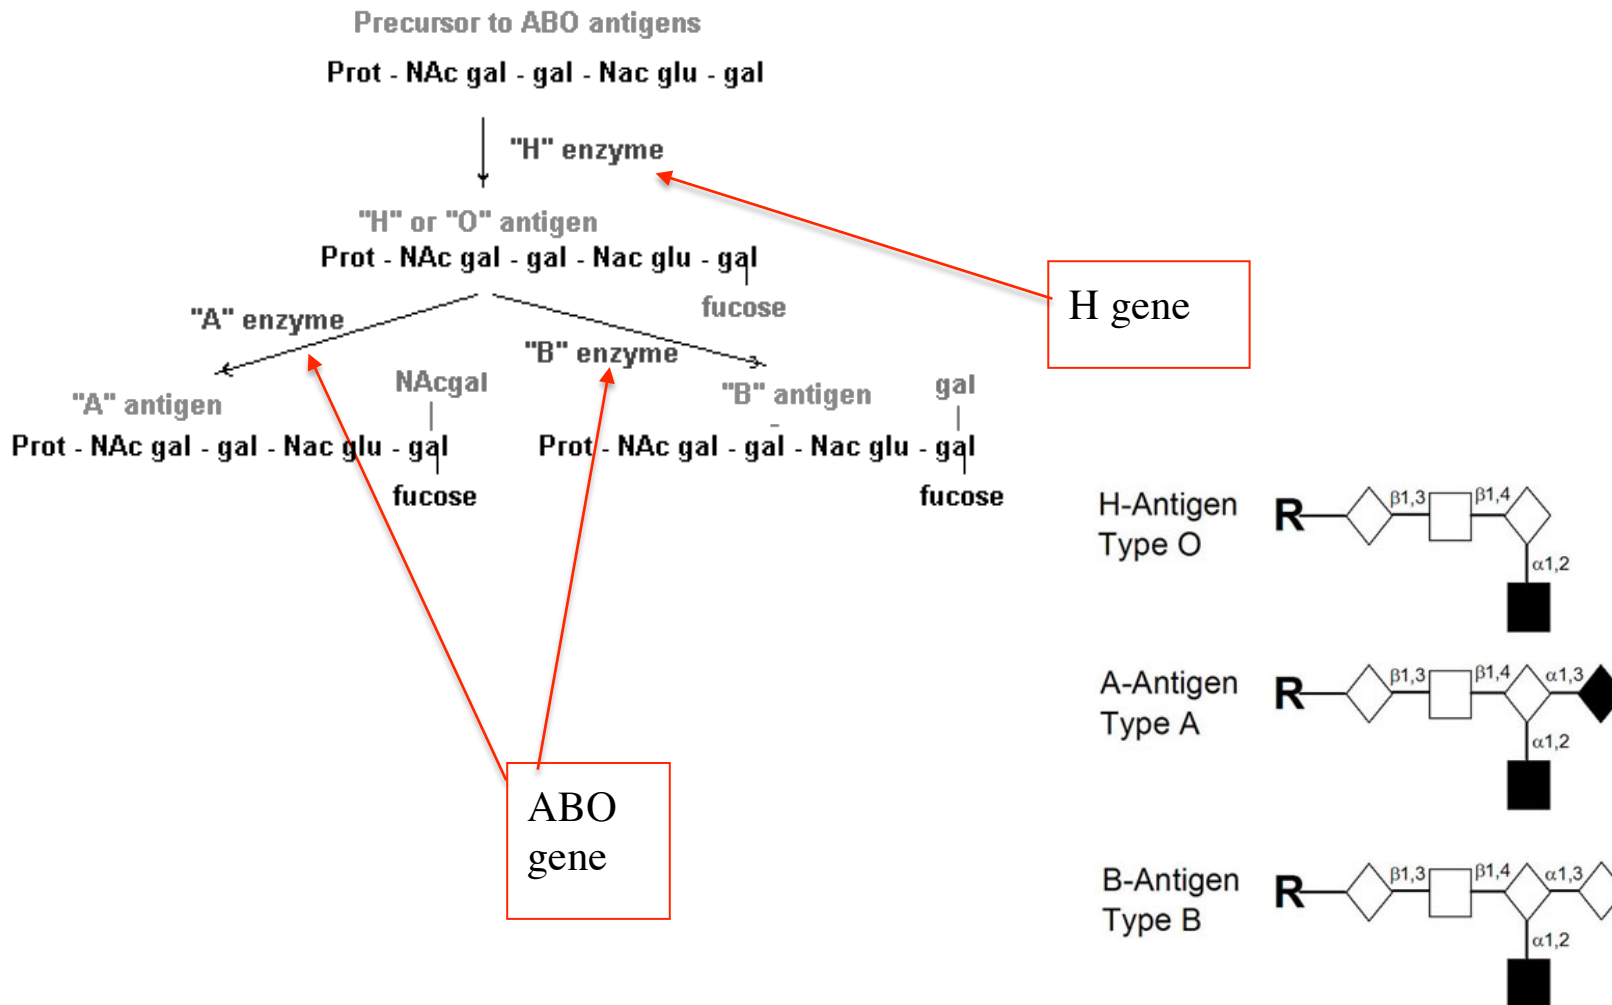 Precursor to ABO antigens
Prot - NAc gal - gal - Nac glu - gal
"H" enzyme
"H" or "O" antigen
Prot - NAc gal - gal - Nac glu - gal
fucose
H gene
"A" enzyme
"B" enzyme
"A" antigen
NAcgal
"B" antigen
gal
Prot - NAc gal - gal - Nac glu - gal
fucose
Prot - NAc gal - gal - Nac glu - gal
fucose
ABO
gene
H-Antigen
Type O
R
β1,3
β1,4
α1,2
A-Antigen
Type A
R
β1,3
β1,4
α1,3
α1,2
B-Antigen
Type B
R
β1,3
β1,4
α1,3
α1,2